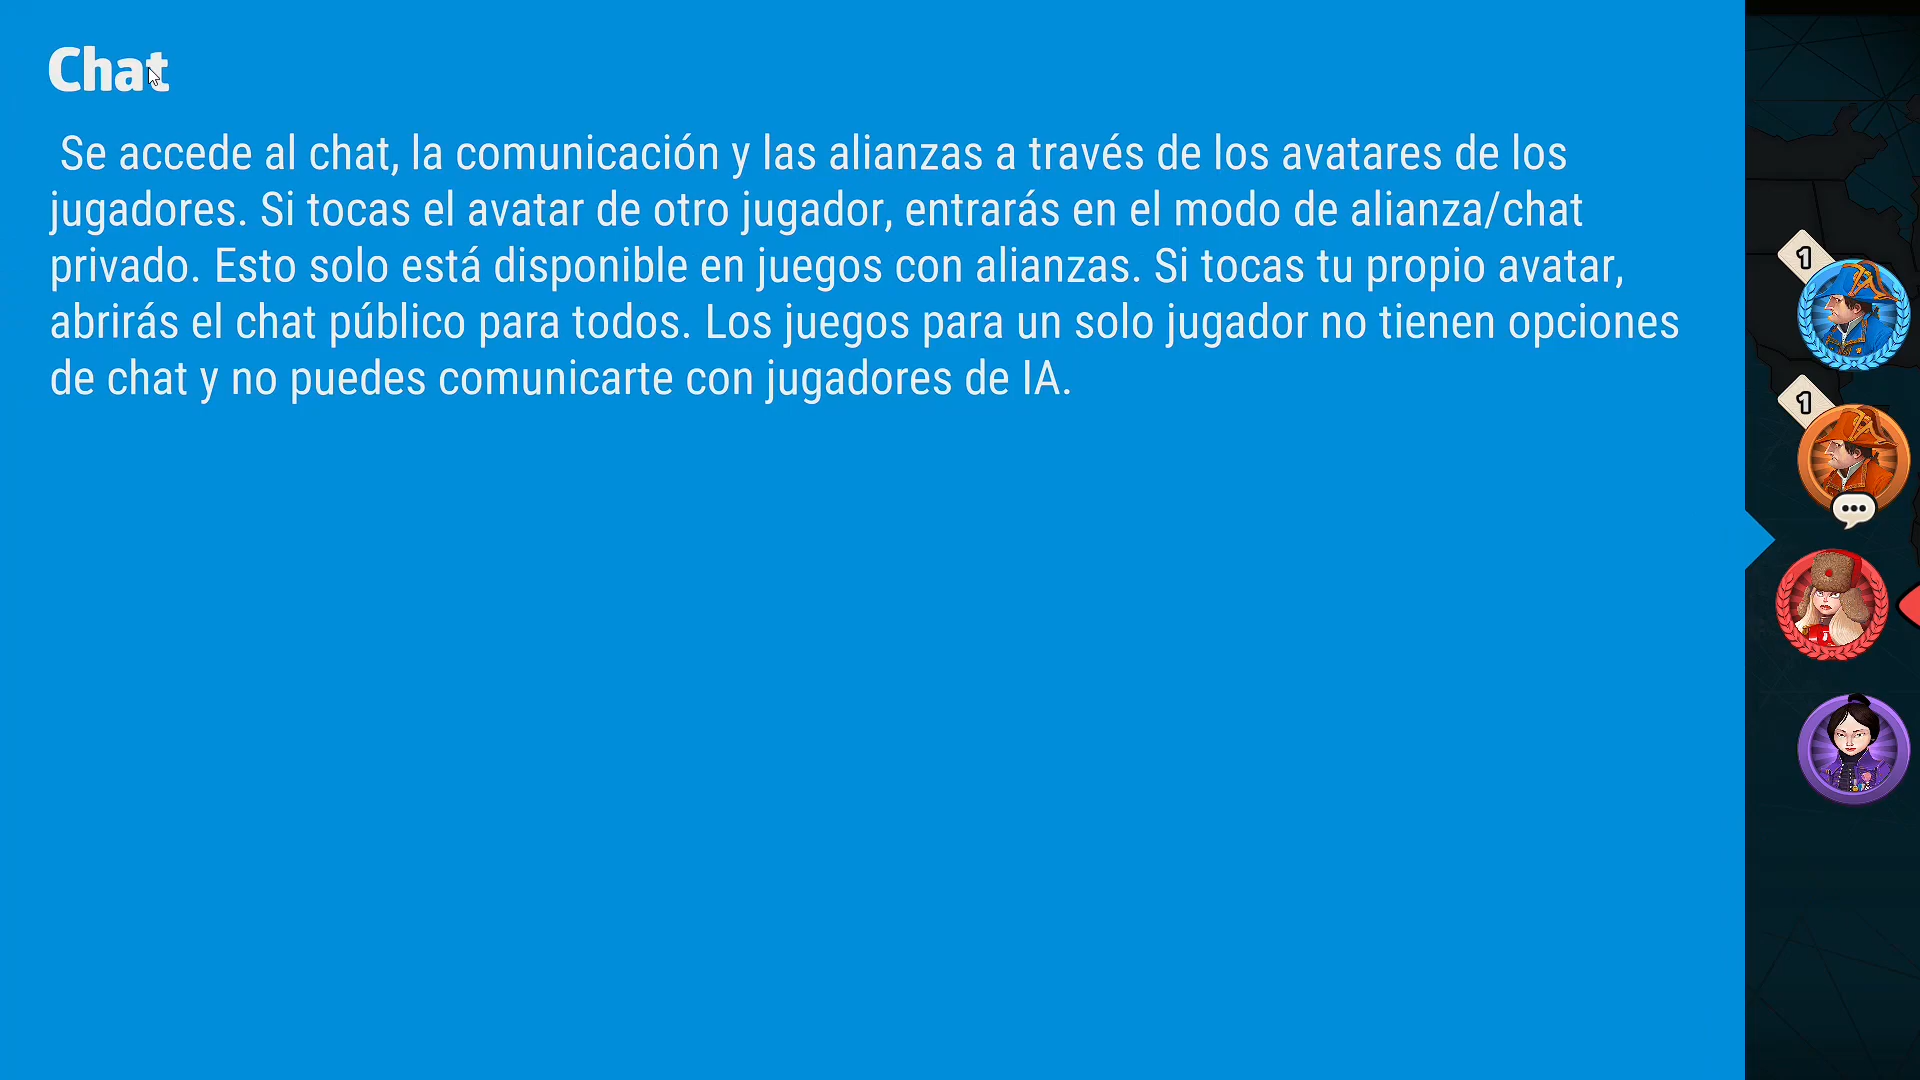 Chat
Se accede al chat, la comunicación y las alianzas a través de los avatares de los
jugadores. Si tocas el avatar de otro jugador, entrarás en el modo de alianza/chat
privado. Esto solo está disponible en juegos con alianzas. Si tocas tu propio avatar,
abrirás el chat público para todos. Los juegos para un solo jugador no tienen opciones
de chat y no puedes comunicarte con jugadores de IA.
1
1